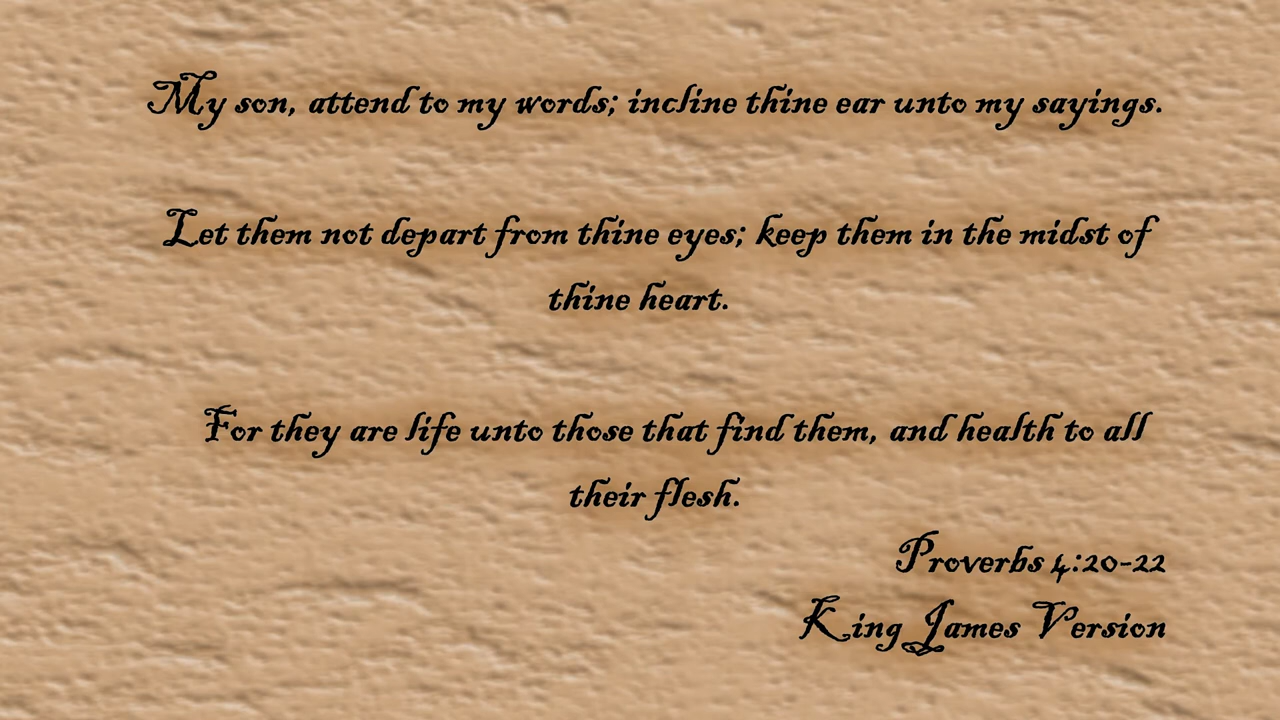 My son, attend to my words; incline thine ear unto my sayings.
Let them not depart from thine eyes; keep them in the midst of
thine heart.
For they are life unto those that find them, and health to all
their flesh.
Proverbs 4:20-22
King James Version